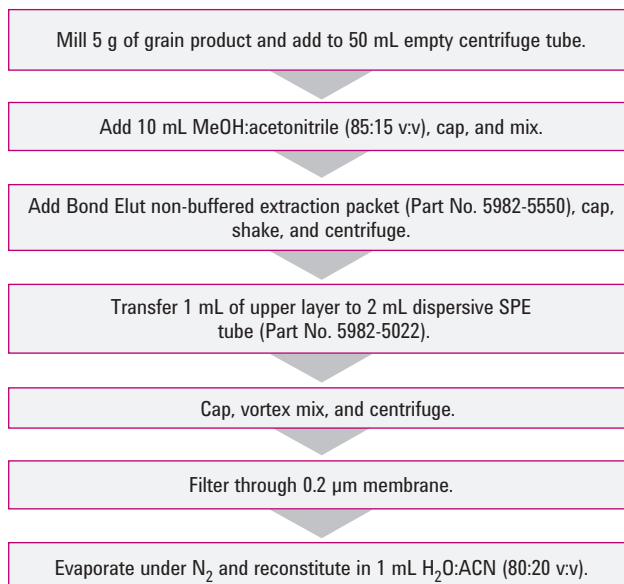 Mill 5 g of grain product and add to 50 mL empty centrifuge tube.
Add 10 mL MeOH:acetonitrile (85:15 v:v), cap, and mix.
Add Bond Elut non-buffered extraction packet (Part No. 5982-5550), cap,
shake, and centrifuge.
Transfer 1 mL of upper layer to 2 mL dispersive SPE
tube (Part No. 5982-5022).
Cap, vortex mix, and centrifuge.
Filter through 0.2 µm membrane.
Evaporate under N₂ and reconstitute in 1 mL H₂O:ACN (80:20 v:v).